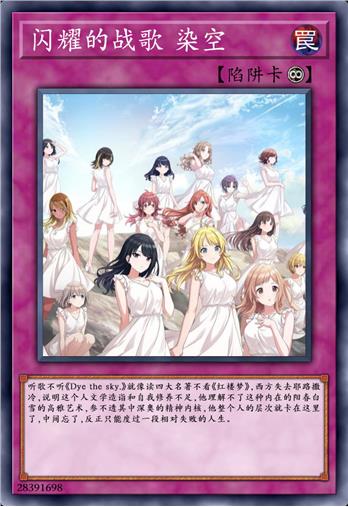 闪耀的战歌 染空
罠
【陷阱卡】
听歌不听《Dye the sky.》就像读四大名著不看《红楼梦》,西方失去耶路撒
冷,说明这个人文学造诣和自我修养不足,他理解不了这种内在的阳春白
雪的高雅艺术,参不透其中深奥的精神内核,他整个人的层次就卡在这里
了,中间忘了,反正只能度过一段相对失败的人生。
28391698